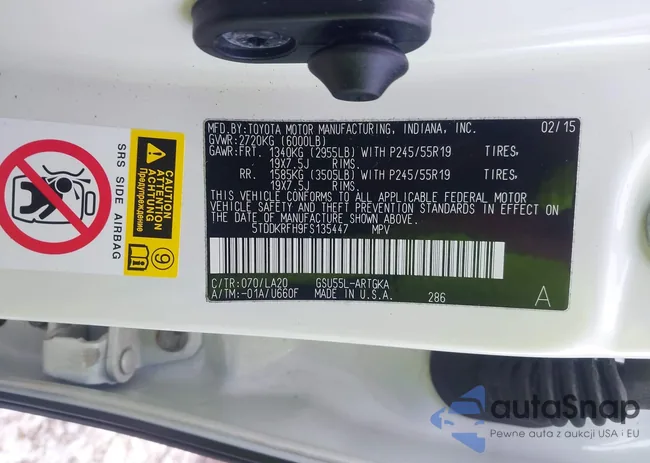 MFD.BY:TOYOTA MOTOR MANUFACTURING, INDIANA, INC. 02/15
GVWR:2720KG (6000LB)
GAWR:FRT. 1340KG (2955LB) WITH P245/55R19 TIRES,
19X7.5J RIMS.
RR. 1585KG (3505LB) WITH P245/55R19 TIRES,
19X7.5J RIMS.
THIS VEHICLE CONFORMS TO ALL APPLICABLE FEDERAL MOTOR
VEHICLE SAFETY AND THEFT PREVENTION STANDARDS IN EFFECT ON
THE DATE OF MANUFACTURE SHOWN ABOVE.
5TDDKRFH9FS135447 MPV
C/TR:070/LA20 GSU55L-ARTGKA
A/TM:-01A/U660F MADE IN U.S.A. 286 A
SRS SIDE AIRBAG
CAUTION
ATTENTION
ACHTUNG
Предупреждение
9
autaSnap
Pewne auta z aukcji USA i EU